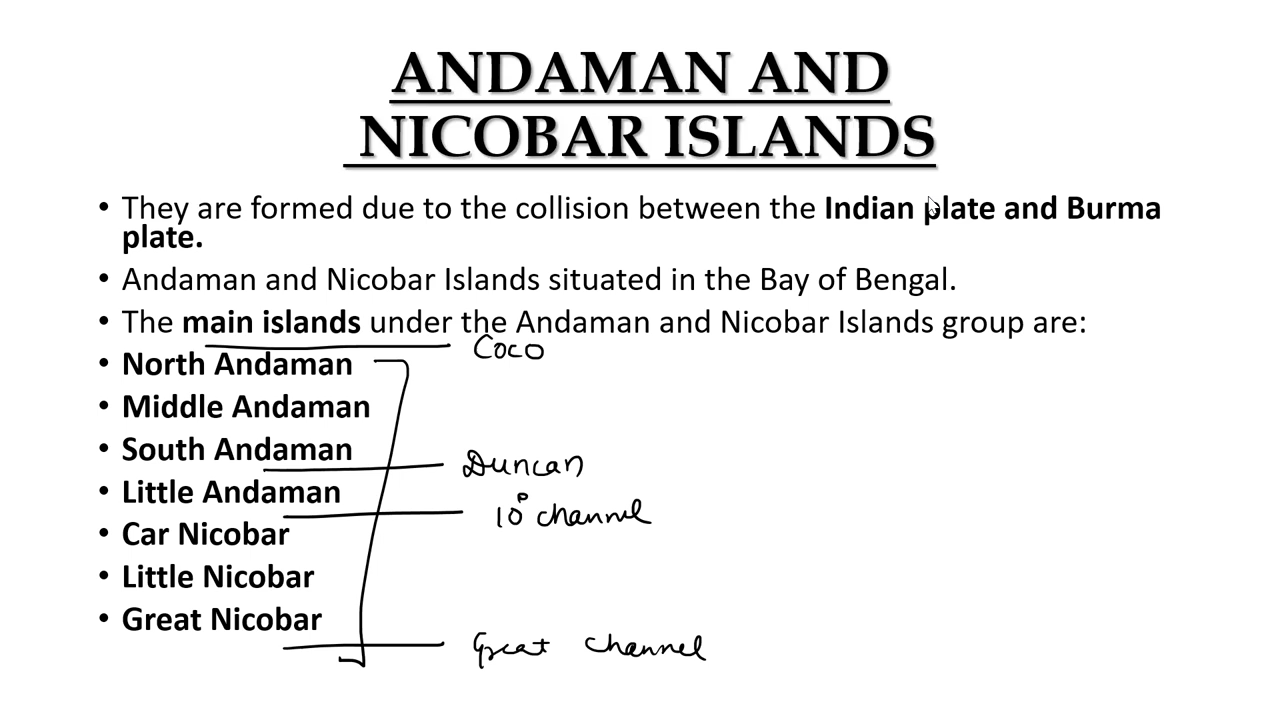 ANDAMAN AND
NICOBAR ISLANDS
• They are formed due to the collision between the Indian plate and Burma
plate.
• Andaman and Nicobar Islands situated in the Bay of Bengal.
• The main islands under the Andaman and Nicobar Islands group are:
Coco
• North Andaman
• Middle Andaman
• South Andaman
Duncan
• Little Andaman
10° channel
• Car Nicobar
• Little Nicobar
• Great Nicobar
Great channel